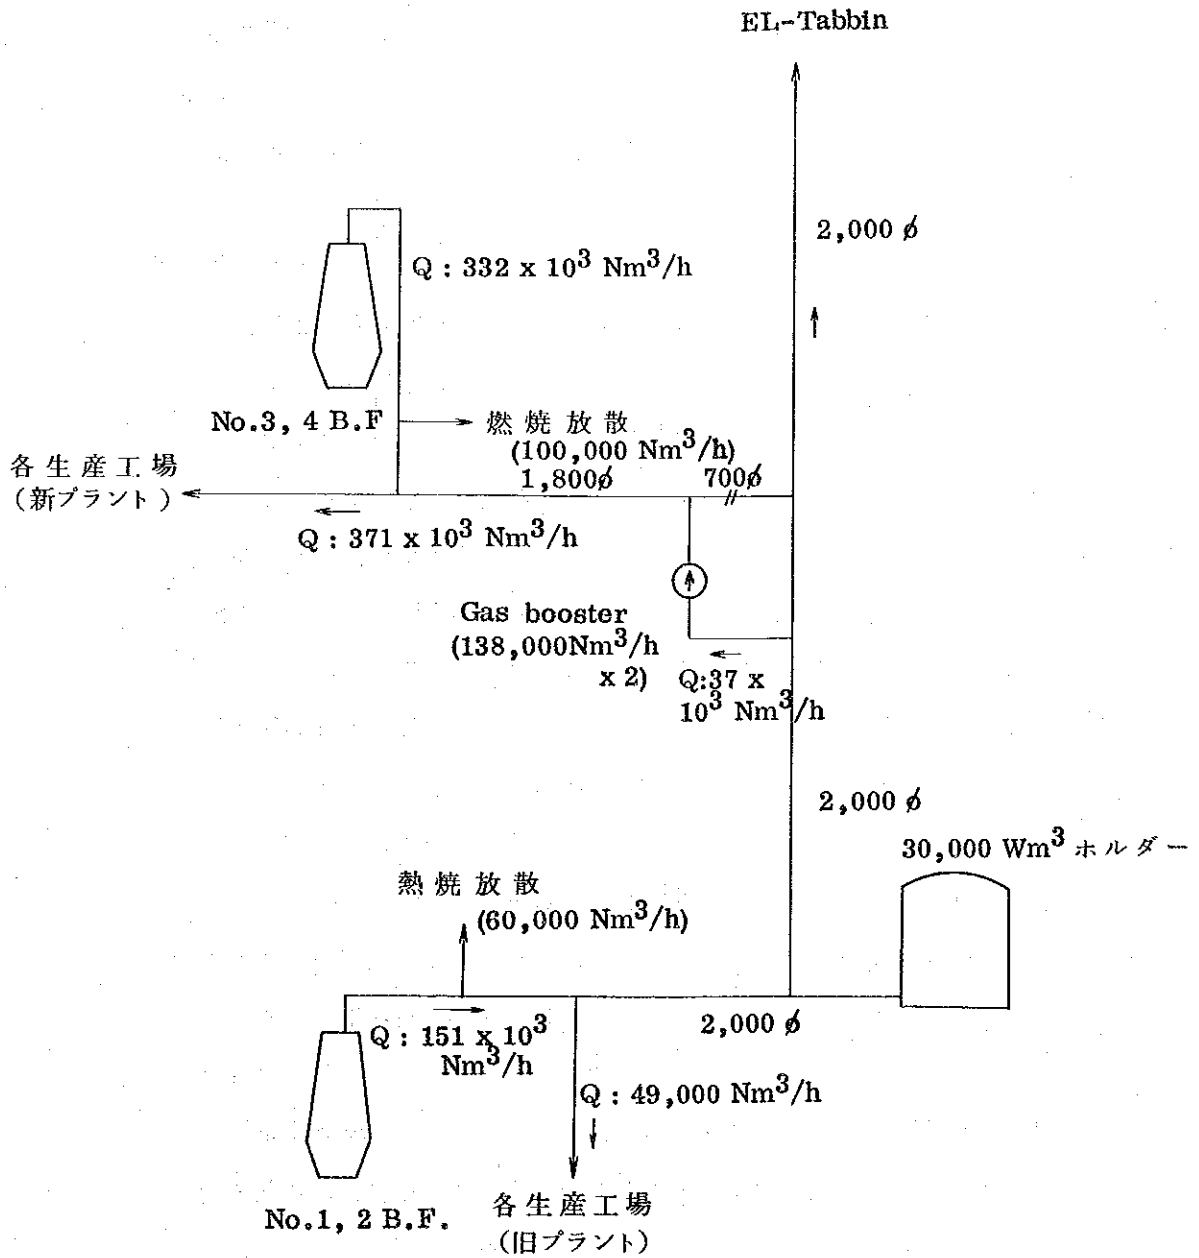 EL-Tabbin
2,000 ∮
Q : 332 x 10³ Nm³/h
No.3, 4 B.F
燃焼放散
(100,000 Nm³/h)
各生産工場
(新プラント)
1,800∮
700∮
Q : 371 x 10³ Nm³/h
Gas booster
(138,000Nm³/h
x 2)
Q:37 x
10³ Nm³/h
2,000 ∮
30,000 Wm³ ホルダー
熱焼放散
(60,000 Nm³/h)
Q : 151 x 10³
Nm³/h
2,000 ∮
Q : 49,000 Nm³/h
No.1, 2 B.F.
各生産工場
(旧プラント)